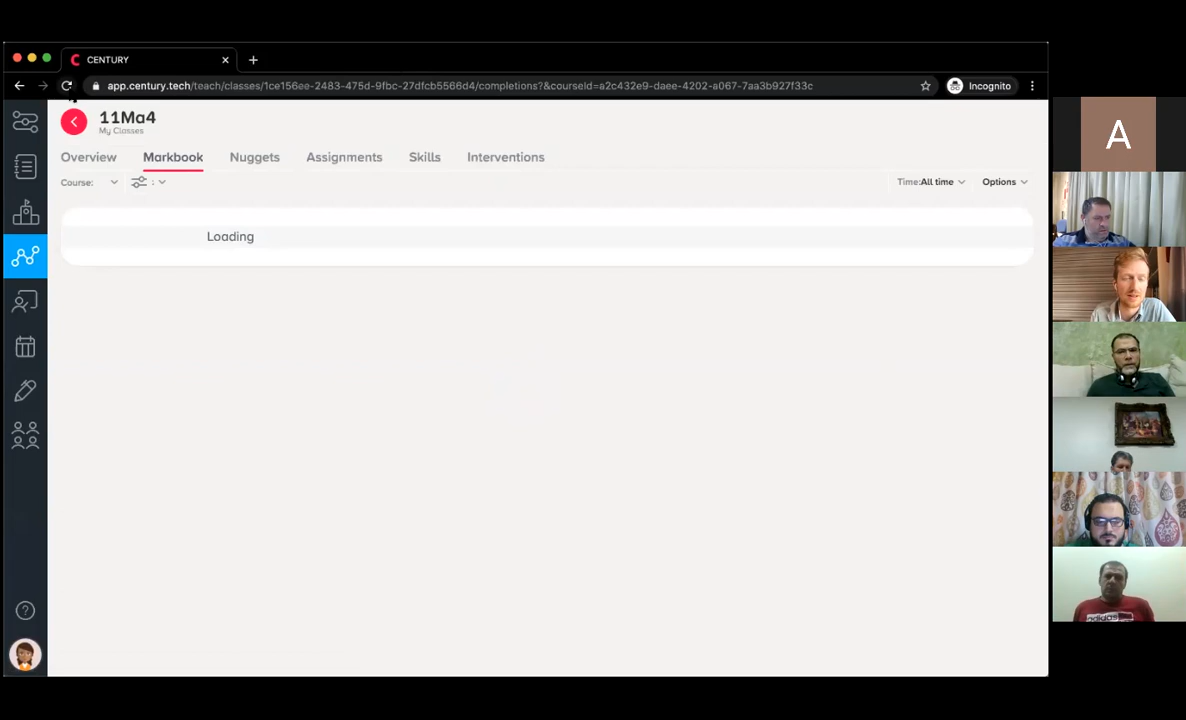 CENTURY
app.century.tech/teach/classes/1ce156ee-2483-475d-9fbc-27dfcb5566d4/completions?&courseId=a2c432e9-daee-4202-a067-7aa3b927f33c
Incognito
11Ma4
My Classes
Overview Markbook Nuggets Assignments Skills Interventions
Course: : Time:All time Options
Loading
A
adidas